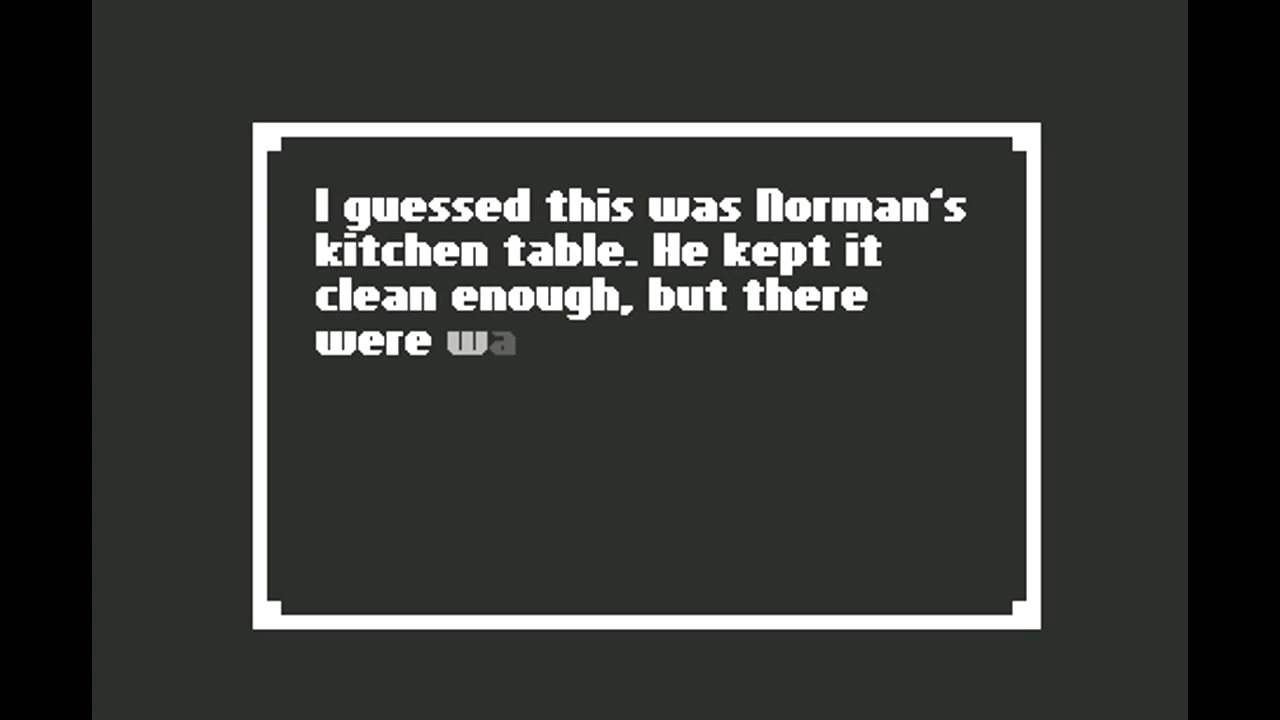 I guessed this was Norman's
kitchen table. He kept it
clean enough, but there
were wa